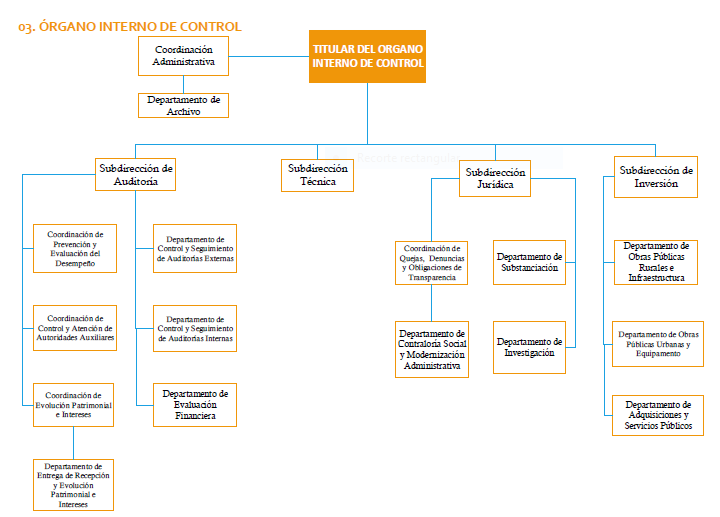 03. ÓRGANO INTERNO DE CONTROL
Coordinación
Administrativa
TITULAR DEL ORGANO
INTERNO DE CONTROL
Departamento de
Archivo
Subdirección de
Auditoría
Subdirección
Técnica
Subdirección
Jurídica
Subdirección de
Inversión
Coordinación de
Prevención y
Evaluación del
Desempeño
Departamento de
Control y Seguimiento
de Auditorías Externas
Coordinación de
Quejas, Denuncias
y Obligaciones de
Transparencia
Departamento de
Substanciación
Departamento de
Obras Públicas
Rurales e
Infraestructura
Coordinación de
Control y Atención de
Autoridades Auxiliares
Departamento de
Control y Seguimiento
de Auditorías Internas
Departamento de
Contraloría Social
y Modernización
Administrativa
Departamento de
Investigación
Departamento de Obras
Públicas Urbanas y
Equipamento
Coordinación de
Evolución Patrimonial
e Intereses
Departamento de
Evaluación
Financiera
Departamento de
Adquisiciones y
Servicios Públicos
Departamento de
Entrega de Recepción
y Evolución
Patrimonial e
Intereses